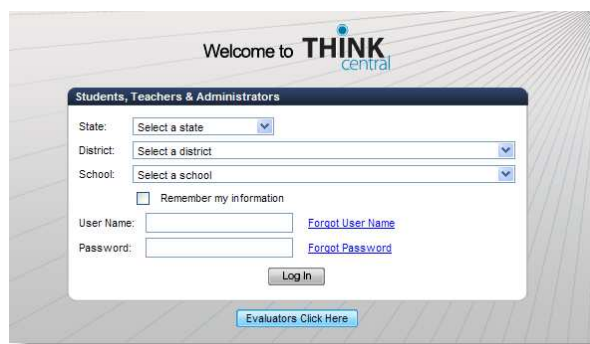 Welcome to THINK central
Students, Teachers & Administrators
State: Select a state
District: Select a district
School: Select a school
Remember my information
User Name: Forgot User Name
Password: Forgot Password
Log In
Evaluators Click Here